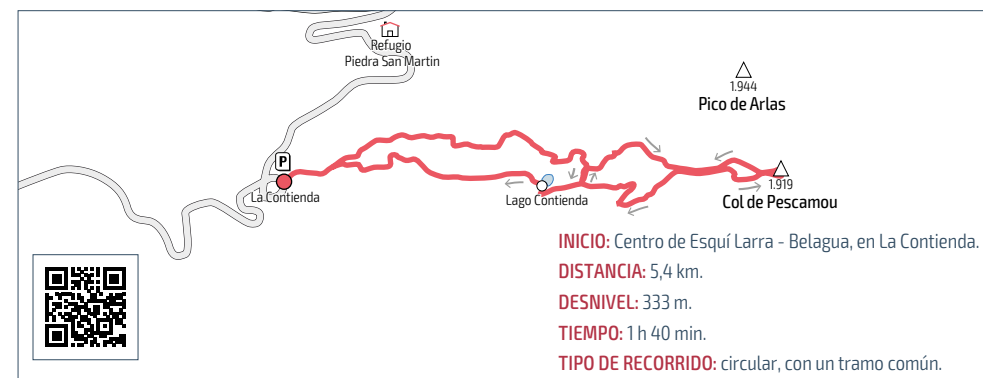 Refugio
Piedra San Martin
1.944
Pico de Arlas
P
La Contienda
Lago Contienda
1.919
Col de Pescamou
INICIO: Centro de Esquí Larra - Belagua, en La Contienda.
DISTANCIA: 5,4 km.
DESNIVEL: 333 m.
TIEMPO: 1 h 40 min.
TIPO DE RECORRIDO: circular, con un tramo común.